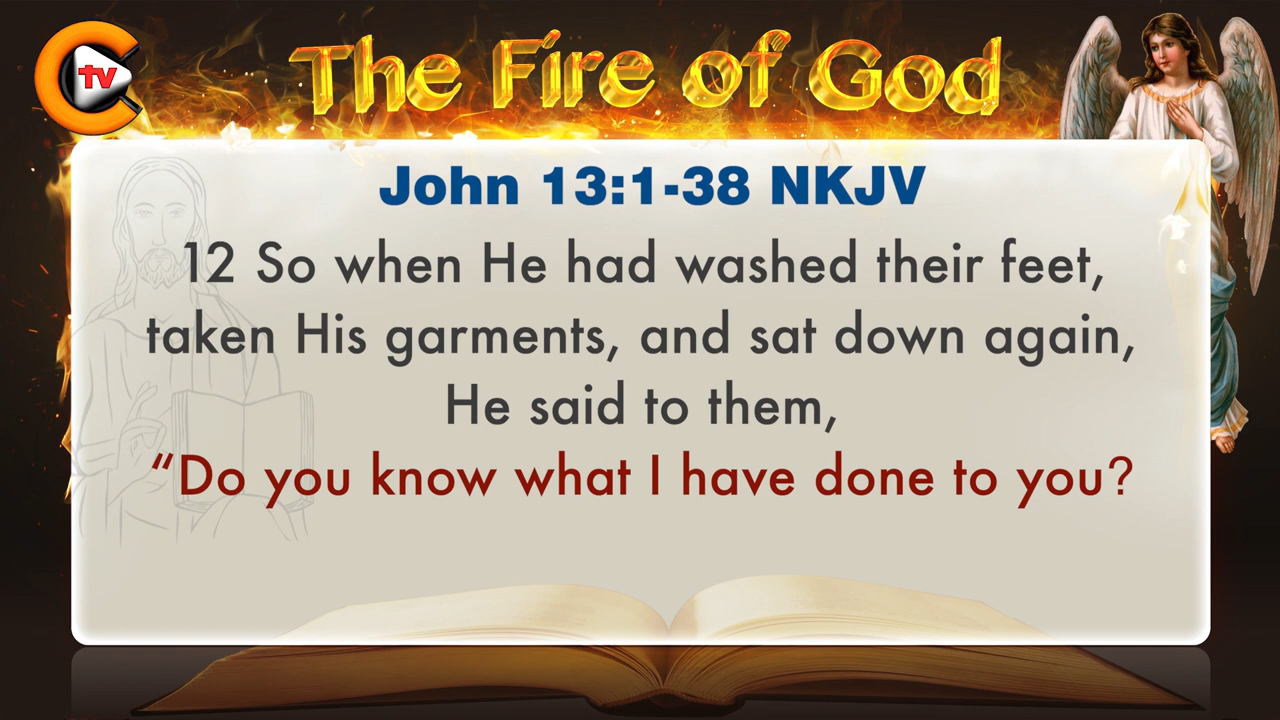 tv
The Fire of God
John 13:1-38 NKJV
12 So when He had washed their feet,
taken His garments, and sat down again,
He said to them,
“Do you know what I have done to you?